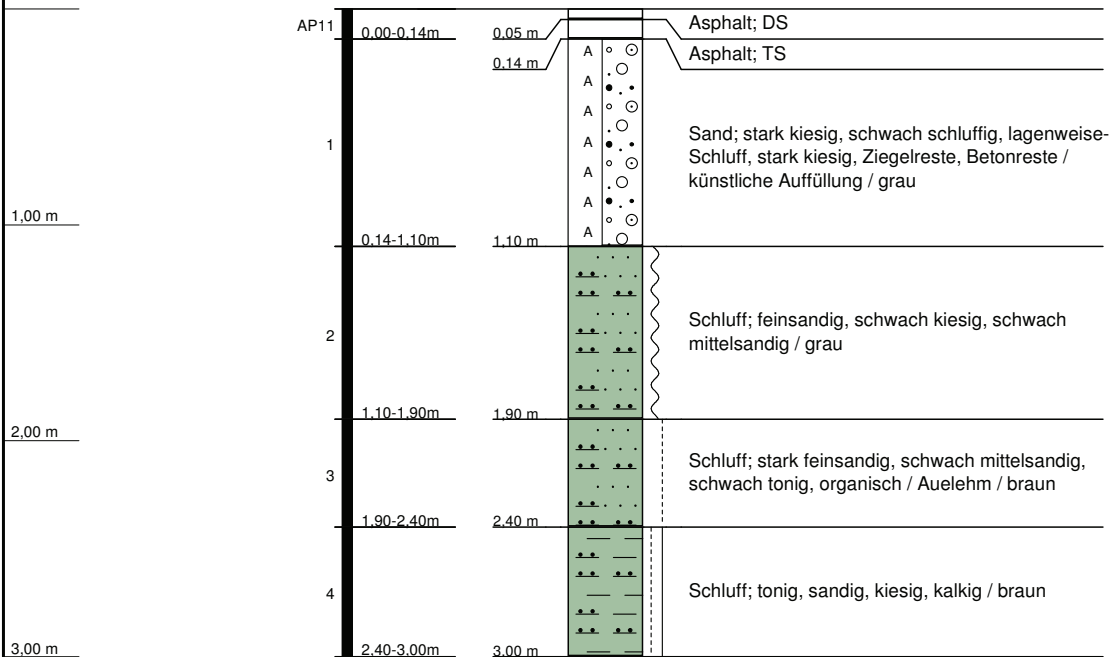 AP11
0,00-0,14m
0,05 m
Asphalt; DS
0,14 m
Asphalt; TS
A
A
A
A
A
A
A
1
Sand; stark kiesig, schwach schluffig, lagenweise-
Schluff, stark kiesig, Ziegelreste, Betonreste /
künstliche Auffüllung / grau
1,00 m
0,14-1,10m
1,10 m
2
Schluff; feinsandig, schwach kiesig, schwach
mittelsandig / grau
1,10-1,90m
1,90 m
2,00 m
3
Schluff; stark feinsandig, schwach mittelsandig,
schwach tonig, organisch / Auelehm / braun
1,90-2,40m
2,40 m
4
Schluff; tonig, sandig, kiesig, kalkig / braun
3,00 m
2,40-3,00m
3,00 m